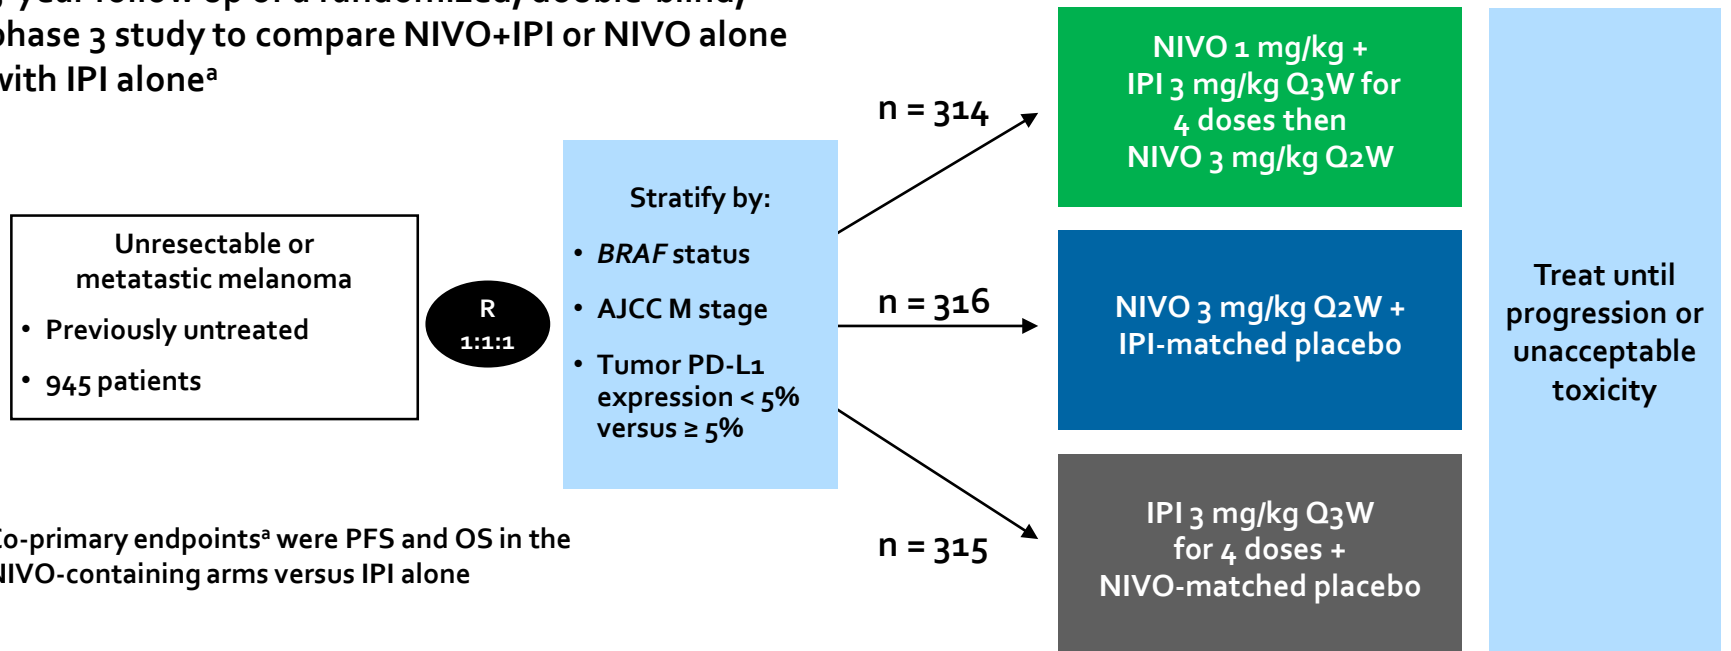 phase 3 study to compare NIVO+IPI or NIVO alone
with IPI aloneᵃ
Unresectable or
metatastic melanoma
• Previously untreated
• 945 patients
R
1:1:1
Stratify by:
• BRAF status
• AJCC M stage
• Tumor PD-L1
expression < 5%
versus ≥ 5%
n = 314
n = 316
n = 315
NIVO 1 mg/kg +
IPI 3 mg/kg Q3W for
4 doses then
NIVO 3 mg/kg Q2W
NIVO 3 mg/kg Q2W +
IPI-matched placebo
IPI 3 mg/kg Q3W
for 4 doses +
NIVO-matched placebo
Treat until
progression or
unacceptable
toxicity
Co-primary endpointsᵃ were PFS and OS in the
NIVO-containing arms versus IPI alone